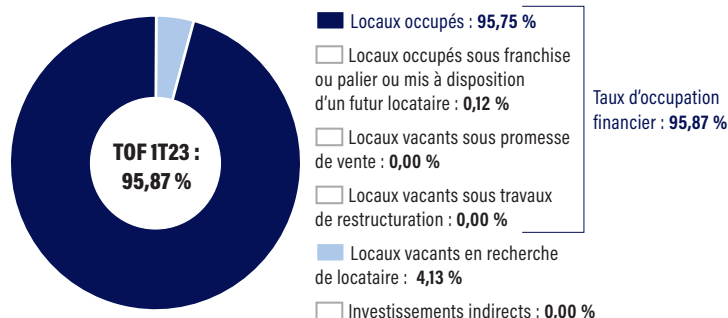 TOF 1T23 :
95,87 %
Locaux occupés : 95,75 %
Locaux occupés sous franchise
ou palier ou mis à disposition
d'un futur locataire : 0,12 %
Locaux vacants sous promesse
de vente : 0,00 %
Locaux vacants sous travaux
de restructuration : 0,00 %
Taux d'occupation
financier : 95,87 %
Locaux vacants en recherche
de locataire : 4,13 %
Investissements indirects : 0,00 %